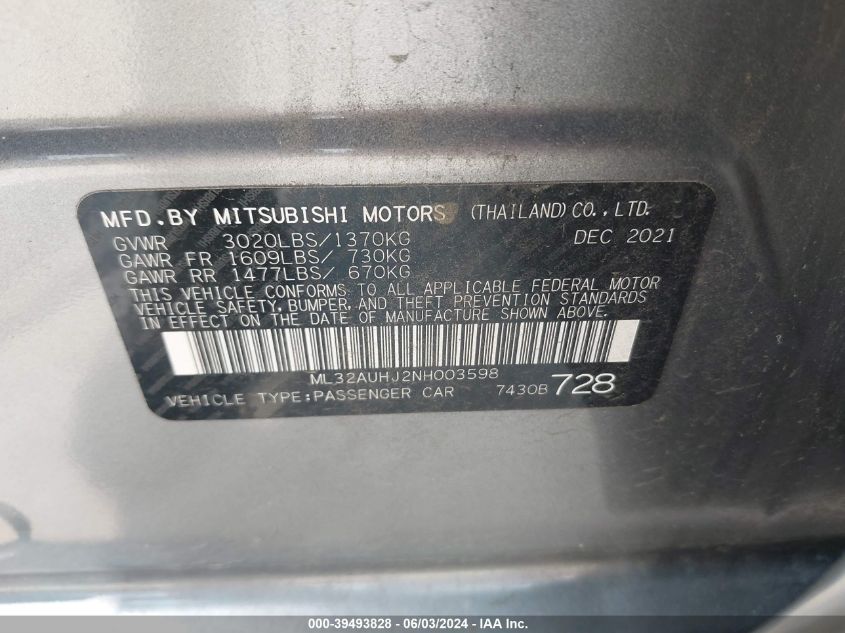 MFD.BY MITSUBISHI MOTORS (THAILAND)CO.,LTD.
GVWR 3020LBS/1370KG DEC 2021
GAWR FR 1609LBS/ 730KG
GAWR RR 1477LBS/ 670KG
THIS VEHICLE CONFORMS TO ALL APPLICABLE FEDERAL MOTOR
VEHICLE SAFETY, BUMPER, AND THEFT PREVENTION STANDARDS
IN EFFECT ON THE DATE OF MANUFACTURE SHOWN ABOVE.
ML32AUHJ2NH003598
VEHICLE TYPE:PASSENGER CAR 7430B 728
000-39493828 - 06/03/2024 - IAA Inc.